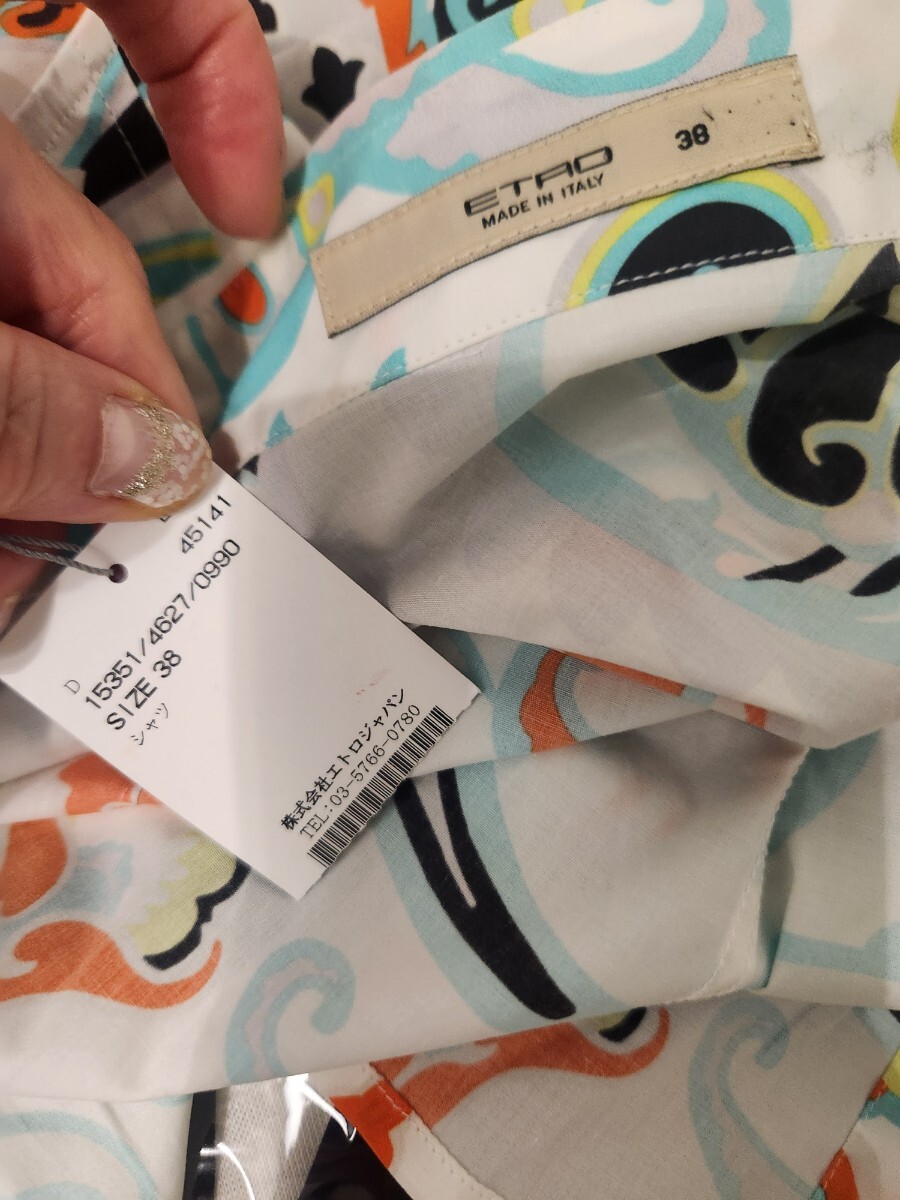 ETRO 38
MADE IN ITALY
45141
D
15351/4627/0990
SIZE 38
シャツ
株式会社エトロジャパン
TEL:03-5766-0780